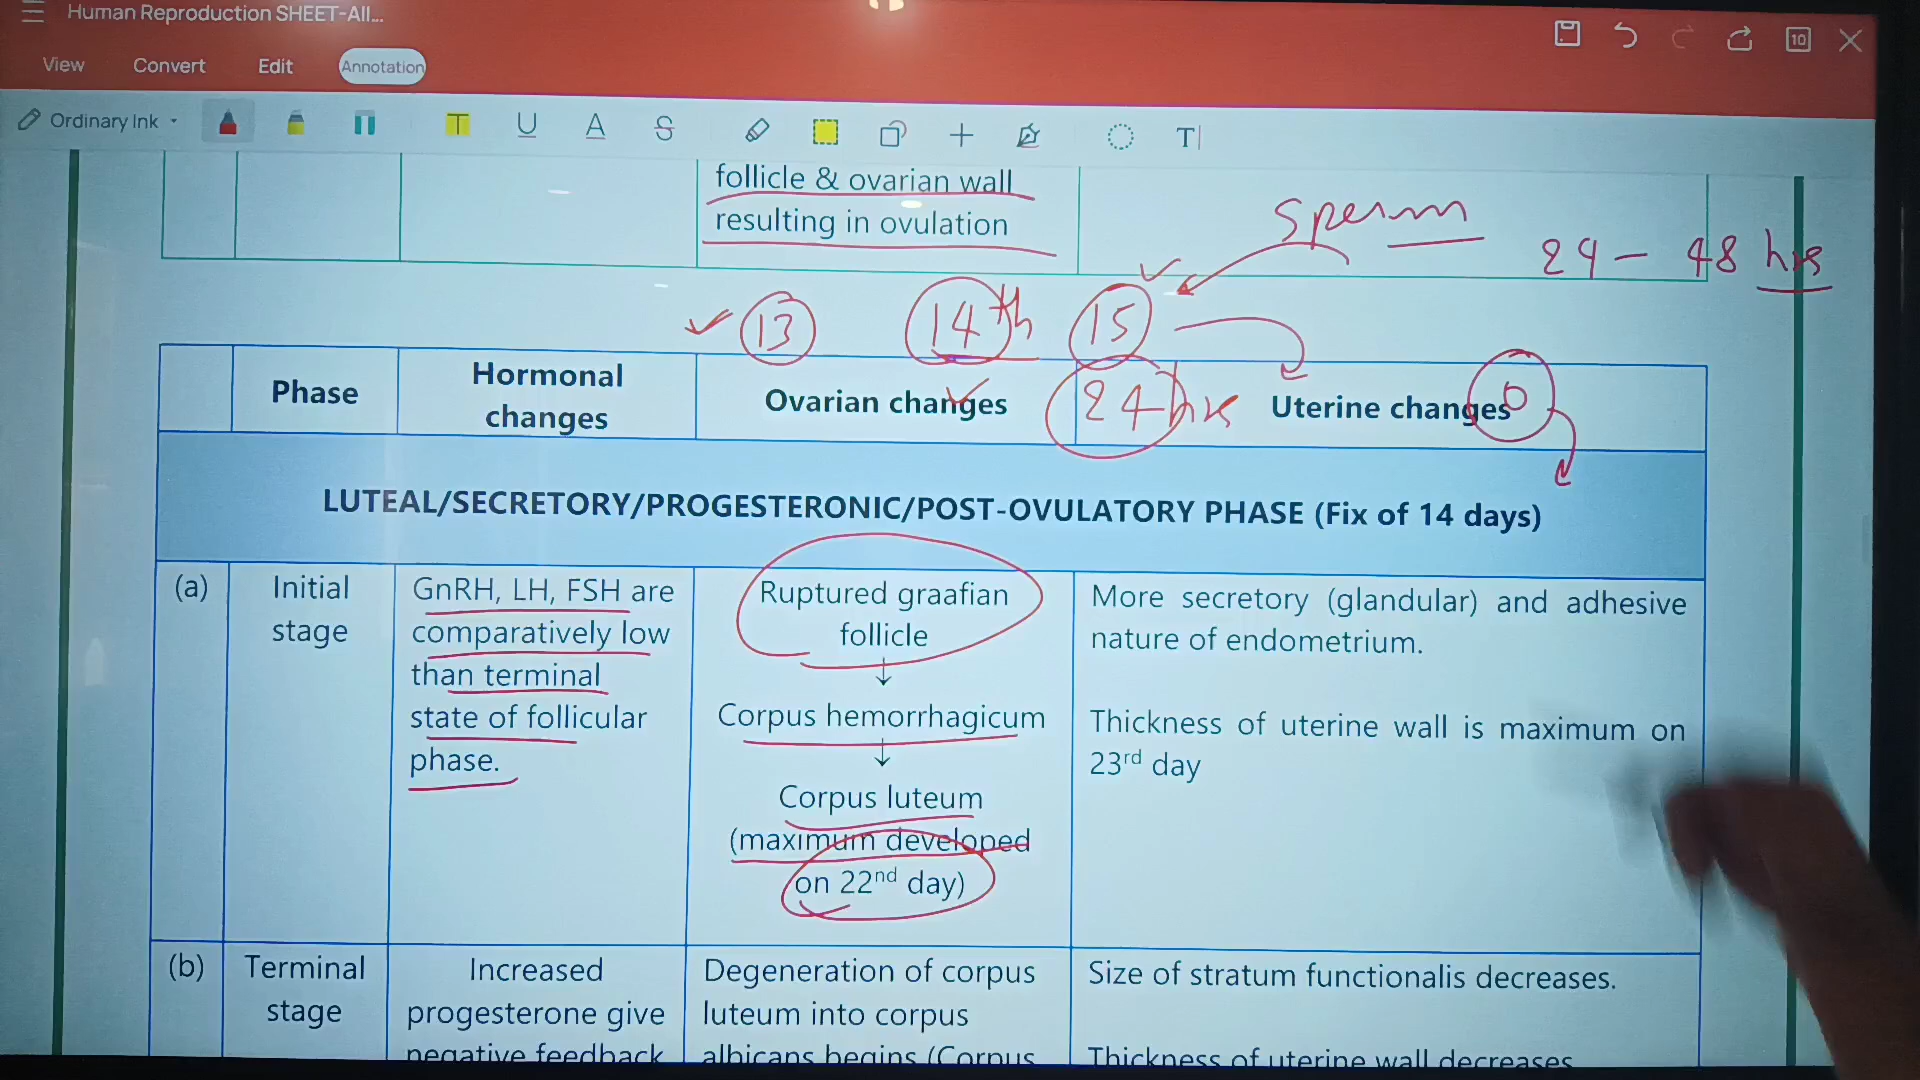 Human Reproduction SHEET-All...
10
View Convert Edit Annotation
Ordinary Ink
T U A S T
follicle & ovarian wall
resulting in ovulation
Sperm
24 - 48 hrs
13 14th 15
24 hrs
0
Phase
Hormonal
changes
Ovarian changes
Uterine changes
LUTEAL/SECRETORY/PROGESTERONIC/POST-OVULATORY PHASE (Fix of 14 days)
(a)
Initial
stage
GnRH, LH, FSH are
comparatively low
than terminal
state of follicular
phase.
Ruptured graafian
follicle
↓
Corpus hemorrhagicum
↓
Corpus luteum
(maximum developed
on 22nd day)
More secretory (glandular) and adhesive
nature of endometrium.
Thickness of uterine wall is maximum on
23rd day
(b)
Terminal
stage
Increased
progesterone give
negative feedback
Degeneration of corpus
luteum into corpus
albicans begins (Corpus
Size of stratum functionalis decreases.
Thickness of uterine wall decreases